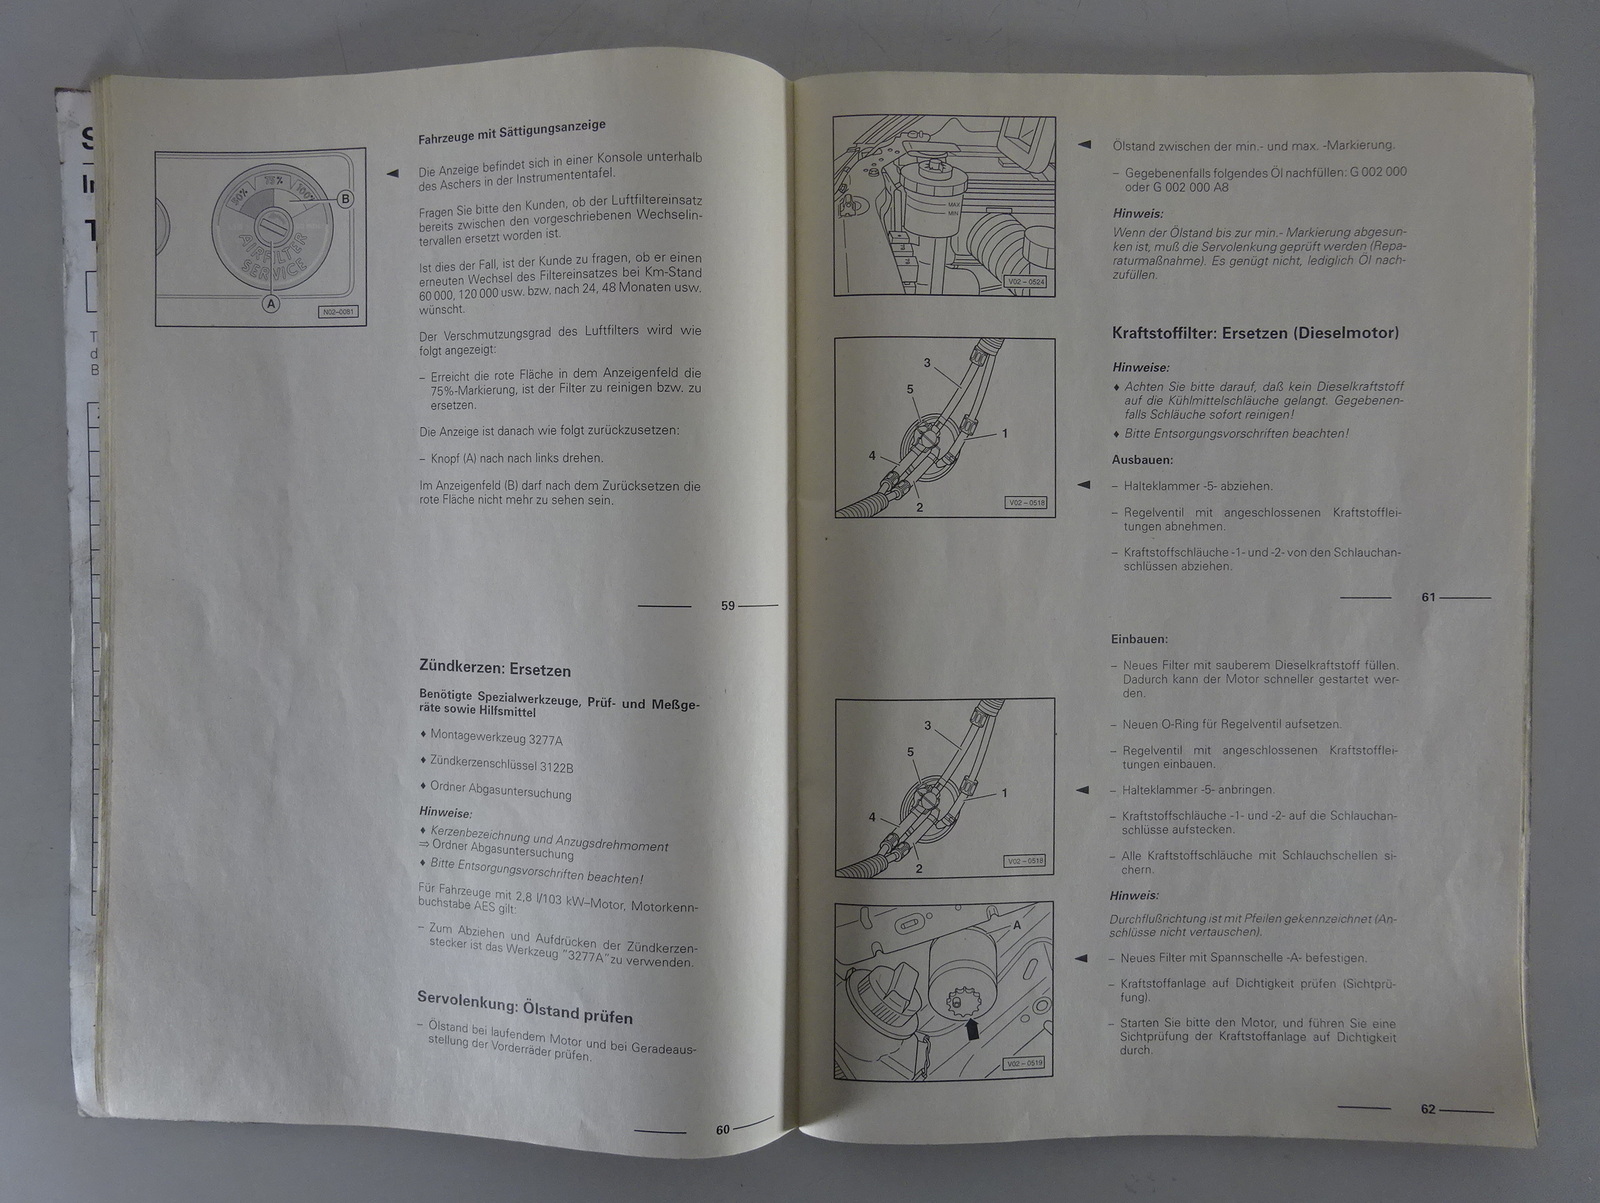 S
In
T
T
d
B
50% 75% 100%
AIRFILTER
SERVICE
B
A
N02-0081
Fahrzeuge mit Sättigungsanzeige
Die Anzeige befindet sich in einer Konsole unterhalb
des Aschers in der Instrumententafel.
Fragen Sie bitte den Kunden, ob der Luftfiltereinsatz
bereits zwischen den vorgeschriebenen Wechselin-
tervallen ersetzt worden ist.
Ist dies der Fall, ist der Kunde zu fragen, ob er einen
erneuten Wechsel des Filtereinsatzes bei Km-Stand
60 000, 120 000 usw. bzw. nach 24, 48 Monaten usw.
wünscht.
Der Verschmutzungsgrad des Luftfilters wird wie
folgt angezeigt:
– Erreicht die rote Fläche in dem Anzeigenfeld die
75%-Markierung, ist der Filter zu reinigen bzw. zu
ersetzen.
Die Anzeige ist danach wie folgt zurückzusetzen:
– Knopf (A) nach nach links drehen.
Im Anzeigenfeld (B) darf nach dem Zurücksetzen die
rote Fläche nicht mehr zu sehen sein.
59
Zündkerzen: Ersetzen
Benötigte Spezialwerkzeuge, Prüf- und Meßge-
räte sowie Hilfsmittel
♦ Montagewerkzeug 3277A
♦ Zündkerzenschlüssel 3122B
♦ Ordner Abgasuntersuchung
Hinweise:
♦ Kerzenbezeichnung und Anzugsdrehmoment
⇒ Ordner Abgasuntersuchung
♦ Bitte Entsorgungsvorschriften beachten!
Für Fahrzeuge mit 2,8 l/103 kW–Motor, Motorkenn-
buchstabe AES gilt:
– Zum Abziehen und Aufdrücken der Zündkerzen-
stecker ist das Werkzeug "3277A" zu verwenden.
Servolenkung: Ölstand prüfen
– Ölstand bei laufendem Motor und bei Geradeaus-
stellung der Vorderräder prüfen.
60
MAX
MIN
V02 – 0524
Ölstand zwischen der min.- und max. -Markierung.
– Gegebenenfalls folgendes Öl nachfüllen: G 002 000
oder G 002 000 A8
Hinweis:
Wenn der Ölstand bis zur min.- Markierung abgesun-
ken ist, muß die Servolenkung geprüft werden (Repa-
raturmaßnahme). Es genügt nicht, lediglich Öl nach-
zufüllen.
Kraftstoffilter: Ersetzen (Dieselmotor)
Hinweise:
♦ Achten Sie bitte darauf, daß kein Dieselkraftstoff
auf die Kühlmittelschläuche gelangt. Gegebenen-
falls Schläuche sofort reinigen!
♦ Bitte Entsorgungsvorschriften beachten!
3
5
1
4
2
V02 – 0518
Ausbauen:
– Halteklammer -5- abziehen.
– Regelventil mit angeschlossenen Kraftstofflei-
tungen abnehmen.
– Kraftstoffschläuche -1- und -2- von den Schlauchan-
schlüssen abziehen.
61
Einbauen:
– Neues Filter mit sauberem Dieselkraftstoff füllen.
Dadurch kann der Motor schneller gestartet wer-
den.
– Neuen O-Ring für Regelventil aufsetzen.
– Regelventil mit angeschlossenen Kraftstofflei-
tungen einbauen.
3
5
1
4
2
V02 – 0518
– Halteklammer -5- anbringen.
– Kraftstoffschläuche -1- und -2- auf die Schlauchan-
schlüsse aufstecken.
– Alle Kraftstoffschläuche mit Schlauchschellen si-
chern.
Hinweis:
Durchflußrichtung ist mit Pfeilen gekennzeichnet (An-
schlüsse nicht vertauschen).
A
V02 – 0519
– Neues Filter mit Spannschelle -A- befestigen.
– Kraftstoffanlage auf Dichtigkeit prüfen (Sichtprü-
fung).
– Starten Sie bitte den Motor, und führen Sie eine
Sichtprüfung der Kraftstoffanlage auf Dichtigkeit
durch.
62